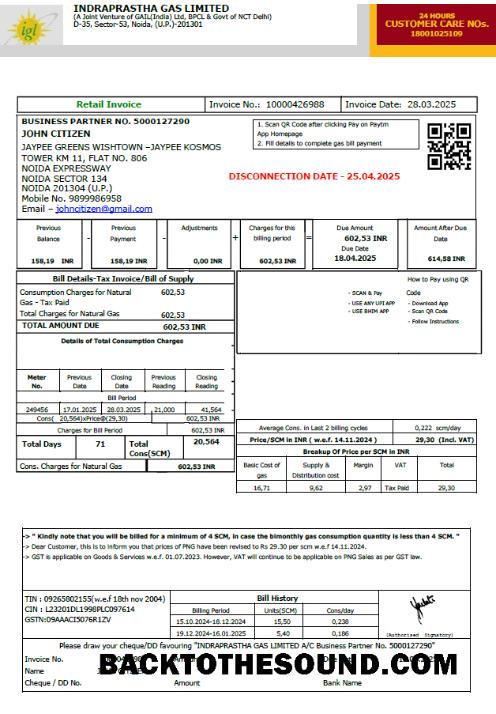 igl
INDRAPRASTHA GAS LIMITED
(A Joint Venture of GAIL(India) Ltd, BPCL & Govt of NCT Delhi)
D-35, Sector-53, Noida, (U.P.)-201301
24 HOURS
CUSTOMER CARE NOs.
18001025109
Retail Invoice
Invoice No.: 10000426988
Invoice Date: 28.03.2025
BUSINESS PARTNER NO. 5000127290
JOHN CITIZEN
JAYPEE GREENS WISHTOWN –JAYPEE KOSMOS
TOWER KM 11, FLAT NO. 806
NOIDA EXPRESSWAY
NOIDA SECTOR 134
NOIDA 201304 (U.P.)
Mobile No. 9899986958
Email – johncitizen@gmail.com
1. Scan QR Code after clicking Pay on Paytm
App Homepage
2. Fill details to complete gas bill payment
DISCONNECTION DATE - 25.04.2025
Previous Balance
158,19 INR
-
Previous Payment
158,19 INR
-
Adjustments
0,00 INR
+
Charges for this billing period
602,53 INR
=
Due Amount
602,53 INR
Due Date
18.04.2025
Amount After Due Date
614,58 INR
Bill Details-Tax Invoice/Bill of Supply
Consumption Charges for Natural 602,53
Gas - Tax Paid
Total Charges for Natural Gas 602,53
TOTAL AMOUNT DUE 602,53 INR
How to Pay using QR Code
- SCAN & Pay
- USE ANY UPI APP
- USE BHIM APP
- Download App
- Scan QR Code
- Follow Instructions
Details of Total Consumption Charges
Meter No. Previous Date Closing Date Previous Reading Closing Reading
Bill Period
249456 17.01.2025 28.03.2025 21,000 41,564
Cons( 20,564)xPrice@(29,30) 602,53 INR
Charges for Bill Period 602,53 INR
Total Days 71 Total Cons(SCM) 20,564
Cons. Charges for Natural Gas 602,53 INR
Average Cons. in Last 2 billing cycles 0,222 scm/day
Price/SCM in INR ( w.e.f. 14.11.2024 ) 29,30 (Incl. VAT)
Breakup Of Price per SCM in INR
Basic Cost of gas Supply & Distribution cost Margin VAT Total
16,71 9,62 2,97 Tax Paid 29,30
-> " Kindly note that you will be billed for a minimum of 4 SCM, in case the bimonthly gas consumption quantity is less than 4 SCM. "
-> Dear Customer, this is to inform you that prices of PNG have been revised to Rs 29.30 per scm w.e.f 14.11.2024.
-> GST is applicable on Goods & Services w.e.f. 01.07.2023. However, VAT will continue to be applicable on PNG Sales as per GST law.
TIN : 09265802155(w.e.f 18th nov 2004)
CIN : L23201DL1998PLC097614
GSTN:09AAACI5076R1ZV
Bill History
Billing Period Units(SCM) Cons/day
15.10.2024-18.12.2024 15,50 0,238
19.12.2024-16.01.2025 5,40 0,186
(Authorised Signatory)
Please draw your cheque/DD favouring "INDRAPRASTHA GAS LIMITED A/C Business Partner No. 5000127290"
Invoice No.
Name
BACKTOTHESOUND.COM
Cheque / DD No. Amount Bank Name